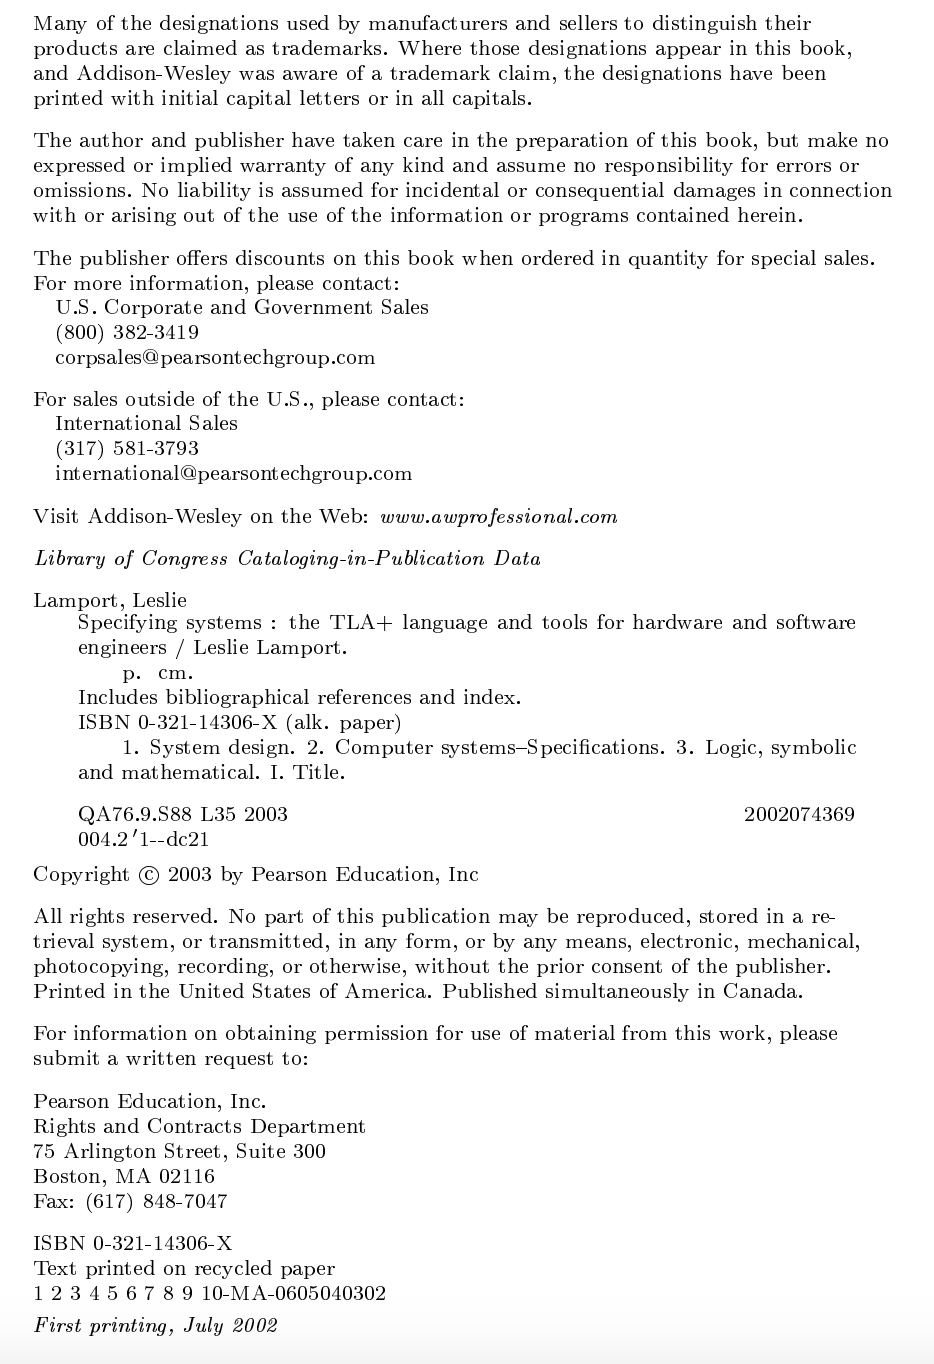 Many of the designations used by manufacturers and sellers to distinguish their
products are claimed as trademarks. Where those designations appear in this book,
and Addison-Wesley was aware of a trademark claim, the designations have been
printed with initial capital letters or in all capitals.
The author and publisher have taken care in the preparation of this book, but make no
expressed or implied warranty of any kind and assume no responsibility for errors or
omissions. No liability is assumed for incidental or consequential damages in connection
with or arising out of the use of the information or programs contained herein.
The publisher offers discounts on this book when ordered in quantity for special sales.
For more information, please contact:
U.S. Corporate and Government Sales
(800) 382-3419
corpsales@pearsontechgroup.com
For sales outside of the U.S., please contact:
International Sales
(317) 581-3793
international@pearsontechgroup.com
Visit Addison-Wesley on the Web: www.awprofessional.com
Library of Congress Cataloging-in-Publication Data
Lamport, Leslie
Specifying systems : the TLA+ language and tools for hardware and software
engineers / Leslie Lamport.
p. cm.
Includes bibliographical references and index.
ISBN 0-321-14306-X (alk. paper)
1. System design. 2. Computer systems–Specifications. 3. Logic, symbolic
and mathematical. I. Title.
QA76.9.S88 L35 2003 2002074369
004.2′1--dc21
Copyright © 2003 by Pearson Education, Inc
All rights reserved. No part of this publication may be reproduced, stored in a re-
trieval system, or transmitted, in any form, or by any means, electronic, mechanical,
photocopying, recording, or otherwise, without the prior consent of the publisher.
Printed in the United States of America. Published simultaneously in Canada.
For information on obtaining permission for use of material from this work, please
submit a written request to:
Pearson Education, Inc.
Rights and Contracts Department
75 Arlington Street, Suite 300
Boston, MA 02116
Fax: (617) 848-7047
ISBN 0-321-14306-X
Text printed on recycled paper
1 2 3 4 5 6 7 8 9 10-MA-0605040302
First printing, July 2002